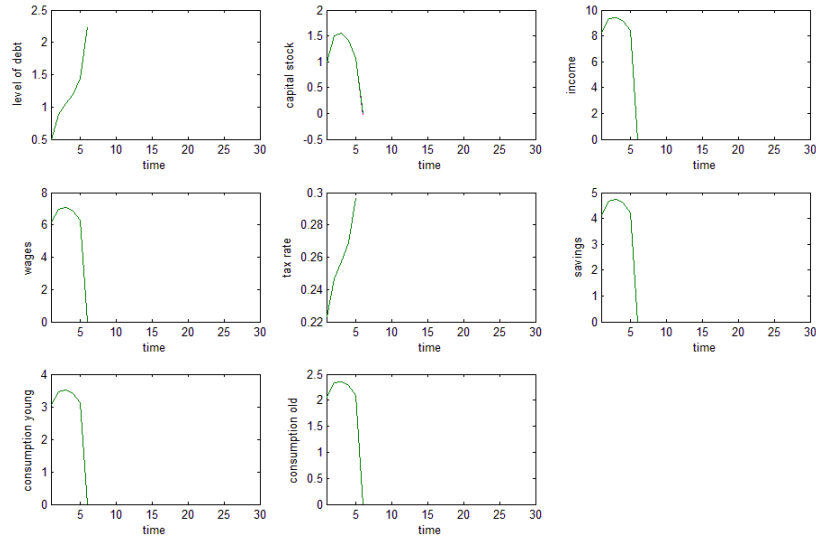 2.5
2
1.5
1
0.5
level of debt
5 10 15 20 25 30
time
2
1.5
1
0.5
0
-0.5
capital stock
5 10 15 20 25 30
time
10
8
6
4
2
0
income
5 10 15 20 25 30
time
8
6
4
2
0
wages
5 10 15 20 25 30
time
0.3
0.28
0.26
0.24
0.22
tax rate
5 10 15 20 25 30
time
5
4
3
2
1
0
savings
5 10 15 20 25 30
time
4
3
2
1
0
consumption young
5 10 15 20 25 30
time
2.5
2
1.5
1
0.5
0
consumption old
5 10 15 20 25 30
time